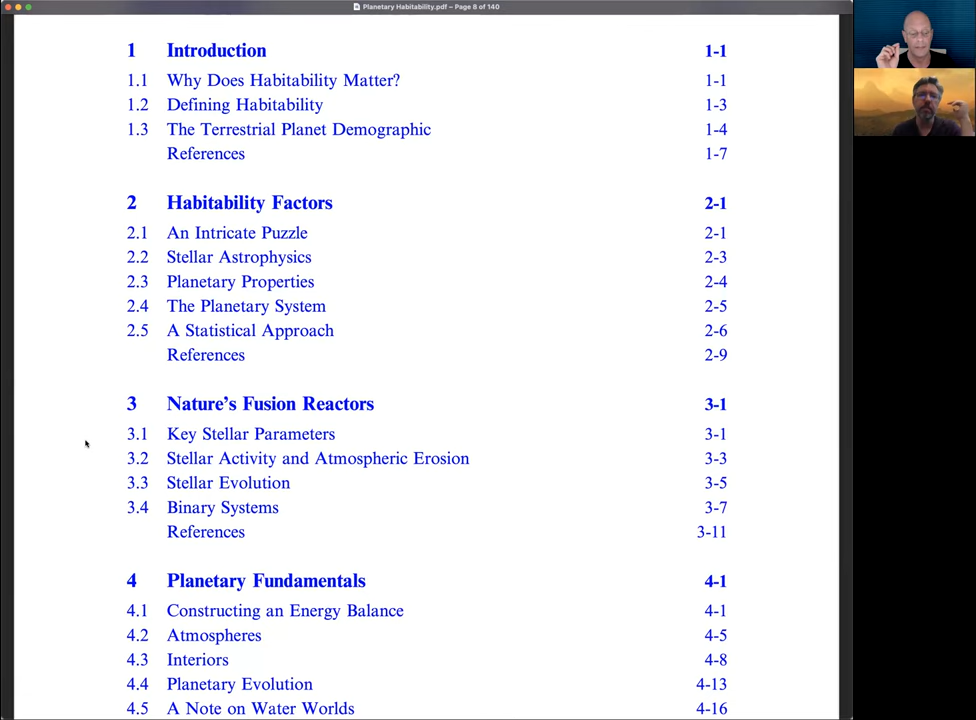 Planetary Habitability.pdf – Page 8 of 140
1 Introduction 1-1
1.1 Why Does Habitability Matter? 1-1
1.2 Defining Habitability 1-3
1.3 The Terrestrial Planet Demographic 1-4
References 1-7
2 Habitability Factors 2-1
2.1 An Intricate Puzzle 2-1
2.2 Stellar Astrophysics 2-3
2.3 Planetary Properties 2-4
2.4 The Planetary System 2-5
2.5 A Statistical Approach 2-6
References 2-9
3 Nature's Fusion Reactors 3-1
3.1 Key Stellar Parameters 3-1
3.2 Stellar Activity and Atmospheric Erosion 3-3
3.3 Stellar Evolution 3-5
3.4 Binary Systems 3-7
References 3-11
4 Planetary Fundamentals 4-1
4.1 Constructing an Energy Balance 4-1
4.2 Atmospheres 4-5
4.3 Interiors 4-8
4.4 Planetary Evolution 4-13
4.5 A Note on Water Worlds 4-16